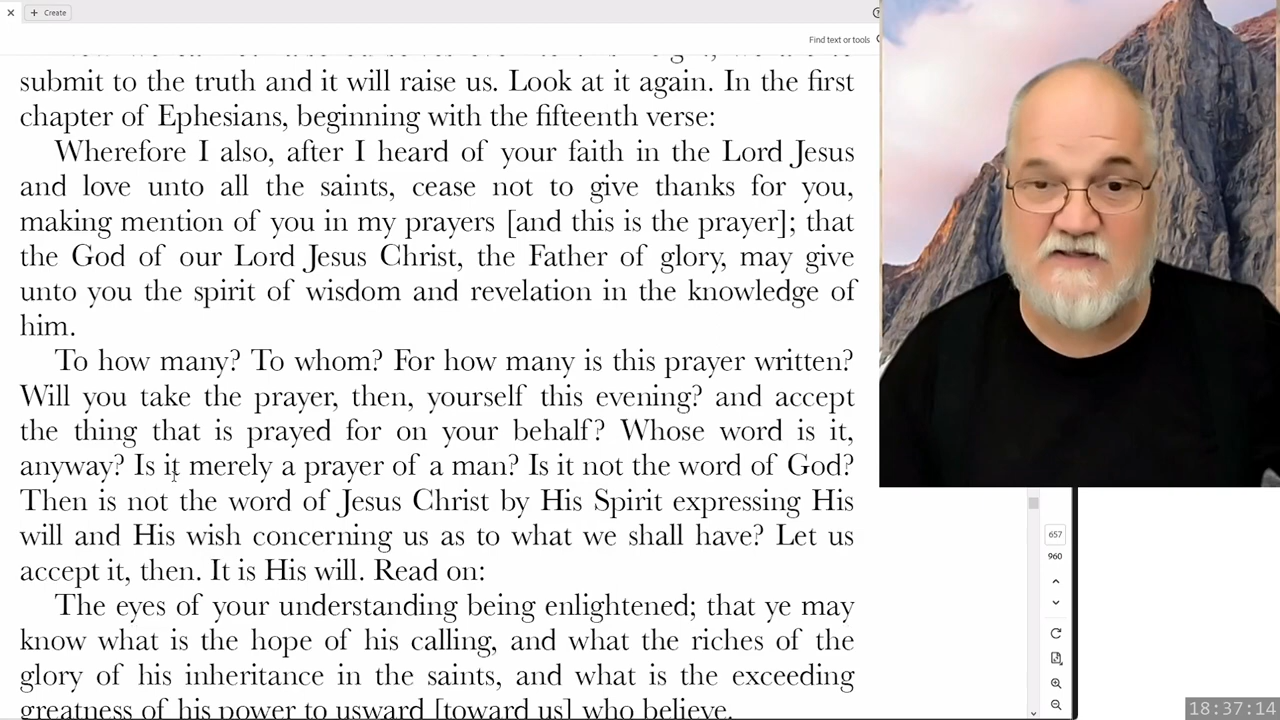 Create
Find text or tools
submit to the truth and it will raise us. Look at it again. In the first
chapter of Ephesians, beginning with the fifteenth verse:
Wherefore I also, after I heard of your faith in the Lord Jesus
and love unto all the saints, cease not to give thanks for you,
making mention of you in my prayers [and this is the prayer]; that
the God of our Lord Jesus Christ, the Father of glory, may give
unto you the spirit of wisdom and revelation in the knowledge of
him.
To how many? To whom? For how many is this prayer written?
Will you take the prayer, then, yourself this evening? and accept
the thing that is prayed for on your behalf? Whose word is it,
anyway? Is it merely a prayer of a man? Is it not the word of God?
Then is not the word of Jesus Christ by His Spirit expressing His
will and His wish concerning us as to what we shall have? Let us
accept it, then. It is His will. Read on:
The eyes of your understanding being enlightened; that ye may
know what is the hope of his calling, and what the riches of the
glory of his inheritance in the saints, and what is the exceeding
greatness of his power to usward [toward us] who believe.
657
960
18:37:14